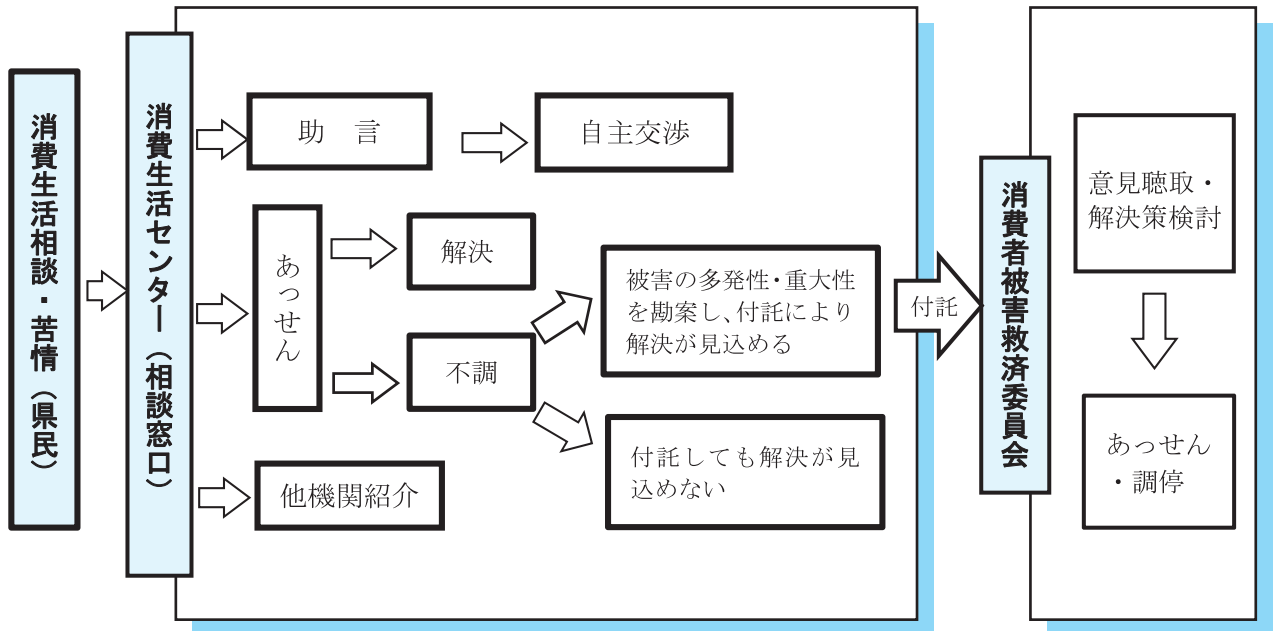 消費生活相談・苦情（県民）
消費生活センター（相談窓口）
助　言
自主交渉
あっせん
解決
不調
被害の多発性・重大性
を勘案し、付託により
解決が見込める
付託しても解決が見
込めない
他機関紹介
付託
消費者被害救済委員会
意見聴取・
解決策検討
あっせん
・調停